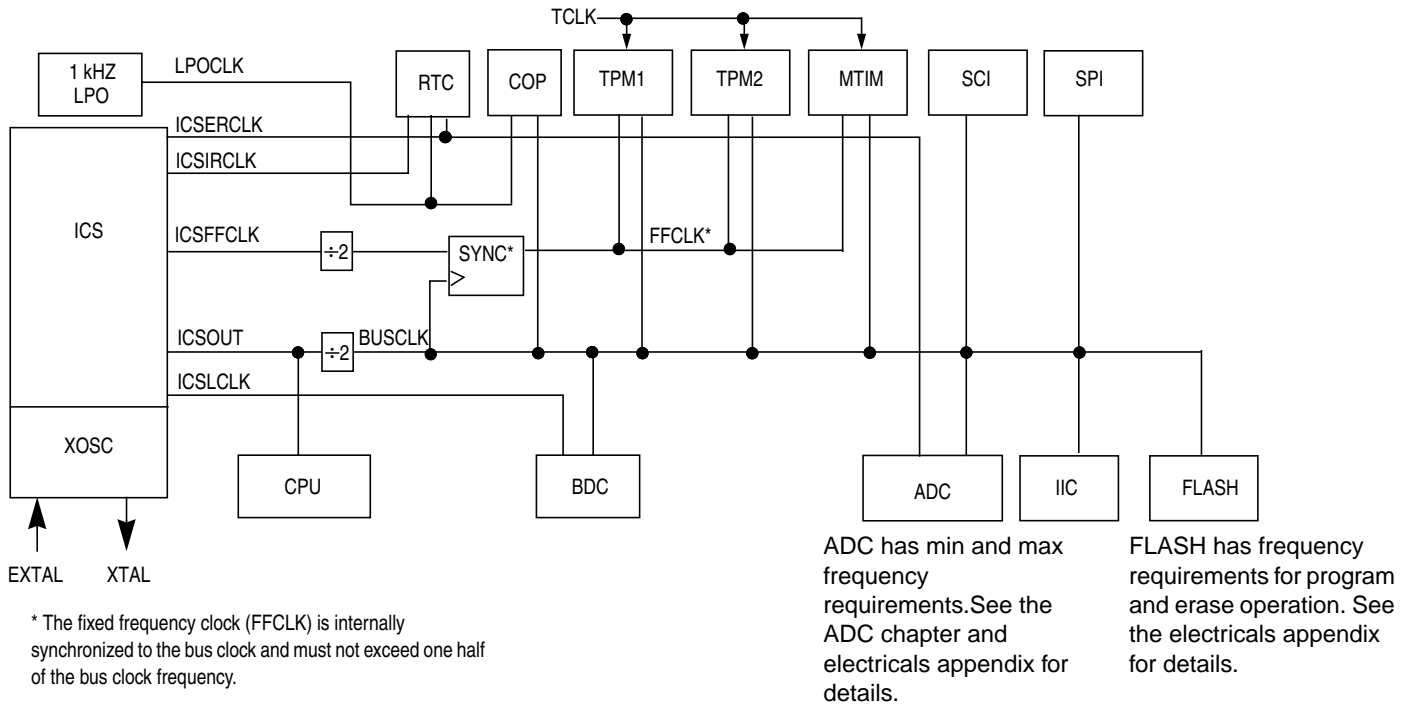 TCLK
1 kHZ
LPO
LPOCLK
RTC
COP
TPM1
TPM2
MTIM
SCI
SPI
ICSERCLK
ICSIRCLK
ICS
ICSFFCLK
÷2
SYNC*
FFCLK*
ICSOUT
÷2
BUSCLK
ICSLCLK
XOSC
CPU
BDC
ADC
IIC
FLASH
EXTAL
XTAL
* The fixed frequency clock (FFCLK) is internally
synchronized to the bus clock and must not exceed one half
of the bus clock frequency.
ADC has min and max
frequency
requirements.See the
ADC chapter and
electricals appendix for
details.
FLASH has frequency
requirements for program
and erase operation. See
the electricals appendix
for details.